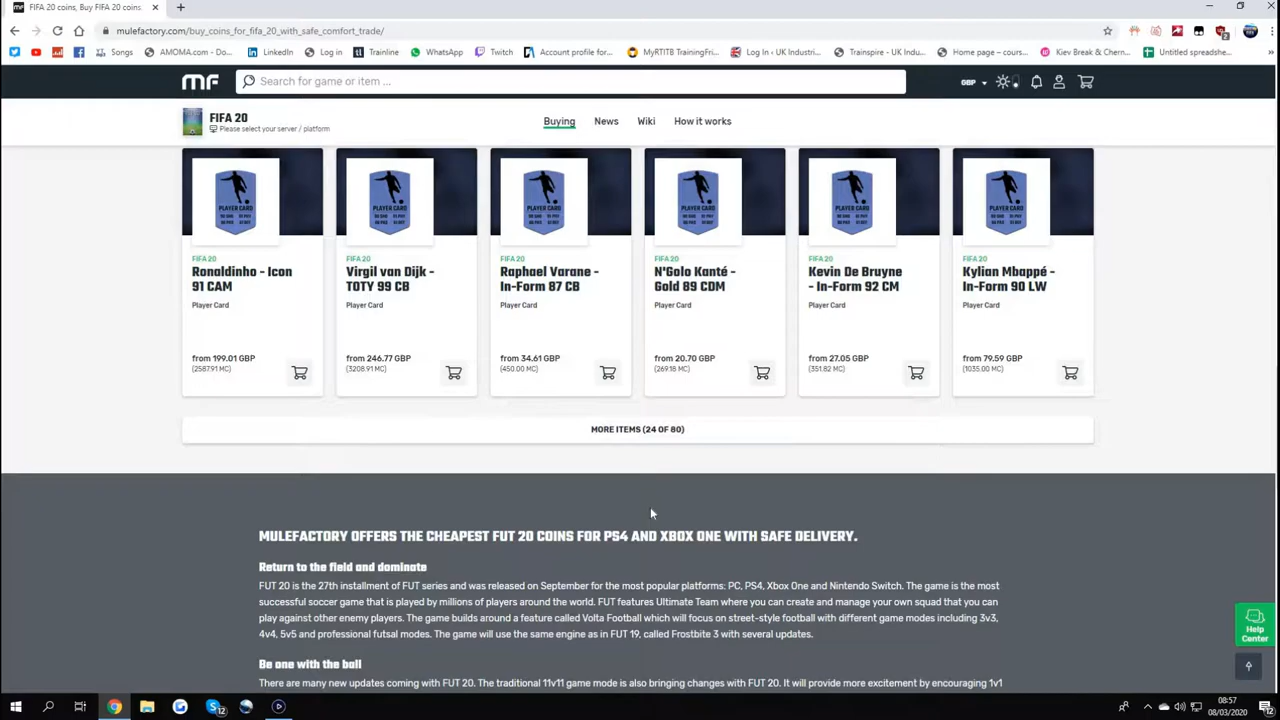 FIFA 20 coins, Buy FIFA 20 coins
mulefactory.com/buy_coins_for_fifa_20_with_safe_comfort_trade/
Songs AMOMA.com - Do... LinkedIn Log in Trainline WhatsApp Twitch Account profile for... MyRTITB TrainingFri... Log In • UK Industri... Trainspire - UK Indu... Home page – cours... Kiev Break & Chern... Untitled spreadshe...
MF Search for game or item ... GBP
FIFA 20
Please select your server / platform
Buying News Wiki How it works
PLAYER CARD PLAYER CARD PLAYER CARD PLAYER CARD PLAYER CARD PLAYER CARD
FIFA 20 FIFA 20 FIFA 20 FIFA 20 FIFA 20 FIFA 20
Ronaldinho - Icon Virgil van Dijk - Raphael Varane - N'Golo Kanté - Kevin De Bruyne Kylian Mbappé -
91 CAM TOTY 99 CB In-Form 87 CB Gold 89 CDM - In-Form 92 CM In-Form 90 LW
Player Card Player Card Player Card Player Card Player Card Player Card
from 199.01 GBP from 246.77 GBP from 34.61 GBP from 20.70 GBP from 27.05 GBP from 79.59 GBP
(2587.91 MC) (3208.91 MC) (450.00 MC) (269.18 MC) (351.82 MC) (1035.00 MC)
MORE ITEMS (24 OF 80)
MULEFACTORY OFFERS THE CHEAPEST FUT 20 COINS FOR PS4 AND XBOX ONE WITH SAFE DELIVERY.
Return to the field and dominate
FUT 20 is the 27th installment of FUT series and was released on September for the most popular platforms: PC, PS4, Xbox One and Nintendo Switch. The game is the most
successful soccer game that is played by millions of players around the world. FUT features Ultimate Team where you can create and manage your own squad that you can
play against other enemy players. The game builds around a feature called Volta Football which will focus on street-style football with different game modes including 3v3,
4v4, 5v5 and professional futsal modes. The game will use the same engine as in FUT 19, called Frostbite 3 with several updates.
Be one with the ball
There are many new updates coming with FUT 20. The traditional 11v11 game mode is also bringing changes with FUT 20. It will provide more excitement by encouraging 1v1
Help
Center
08:57
08/03/2020